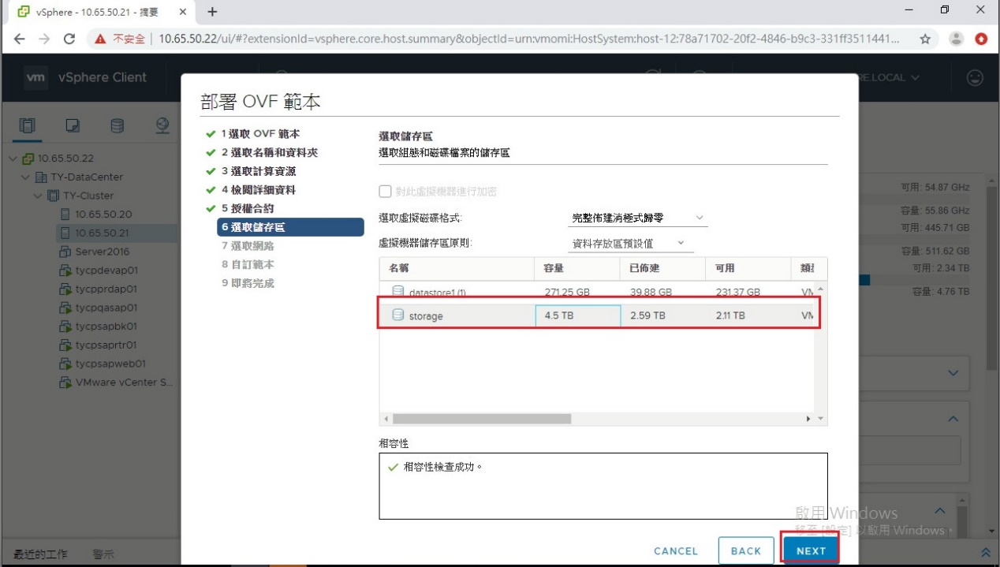 vSphere - 10.65.50.21 - 摘要
不安全 | 10.65.50.22/ui/#?extensionId=vsphere.core.host.summary&objectId=urn:vmomi:HostSystem:host-12:78a71702-20f2-4846-b9c3-331ff3511441...
vm vSphere Client
RE.LOCAL
部署 OVF 範本
1 選取 OVF 範本
2 選取名稱和資料夾
3 選取計算資源
4 檢閱詳細資料
5 授權合約
6 選取儲存區
7 選取網路
8 自訂範本
9 即將完成
選取儲存區
選取組態和磁碟檔案的儲存區
對此虛擬機器進行加密
選取虛擬磁碟格式: 完整佈建消極式歸零
虛擬機器儲存區原則: 資料存放區預設值
名稱 容量 已佈建 可用 類
datastore1 (1) 271.25 GB 39.88 GB 231.37 GB VM
storage 4.5 TB 2.59 TB 2.11 TB VM
相容性
相容性檢查成功。
CANCEL BACK NEXT
10.65.50.22
TY-DataCenter
TY-Cluster
10.65.50.20
10.65.50.21
Server2016
tycpdevap01
tycpprdap01
tycpqasap01
tycpsapbk01
tycpsaprtr01
tycpsapweb01
VMware vCenter S...
可用: 54.87 GHz
容量: 55.86 GHz
可用: 445.71 GB
容量: 511.62 GB
可用: 2.34 TB
容量: 4.76 TB
啟用 Windows
移至 [設定] 以啟用 Windows。
最近的工作 警示